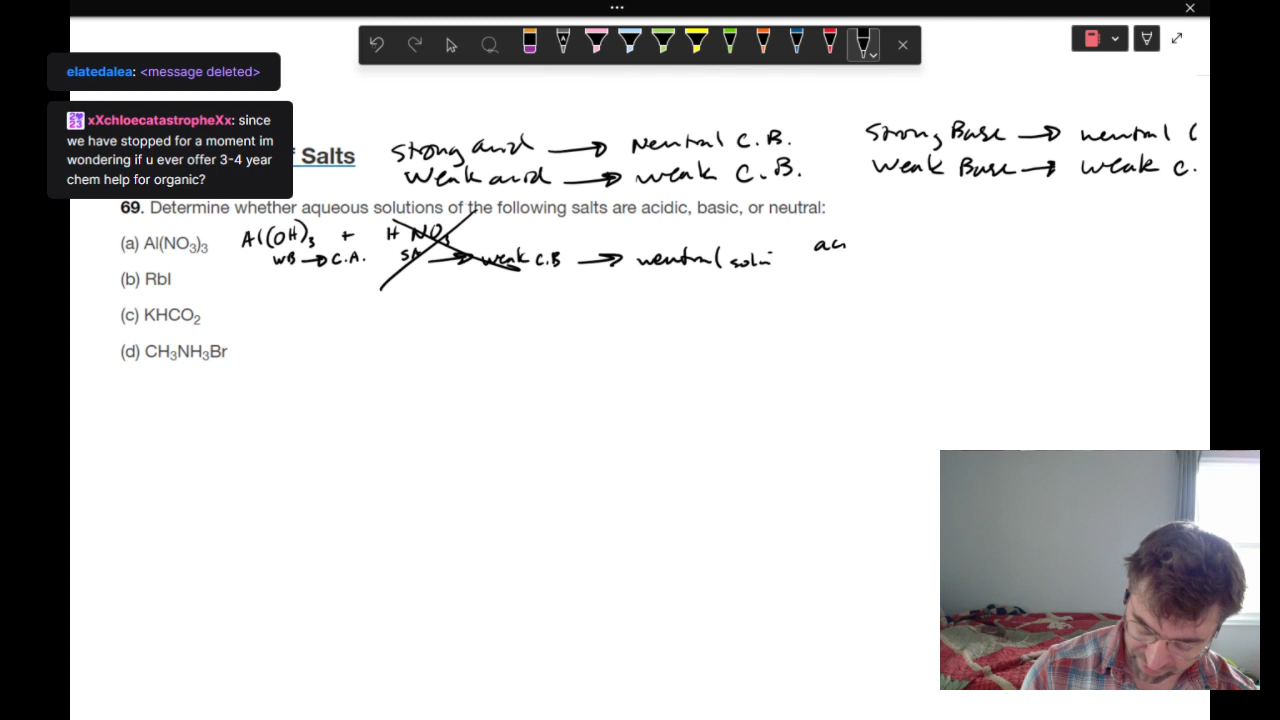 elatedalea: <message deleted>
xXchloecatastropheXx: since
we have stopped for a moment im
wondering if u ever offer 3-4 year
chem help for organic?
Salts
strong acid → Neutral C.B.
Weak acid → weak C.B.
Strong Base → neutral C
Weak Base → weak C.
69. Determine whether aqueous solutions of the following salts are acidic, basic, or neutral:
(a) Al(NO₃)₃
Al(OH)₃ + HNO₃
WB → C.A. SA → weak C.B → neutral soln
ac
(b) RbI
(c) KHCO₂
(d) CH₃NH₃Br